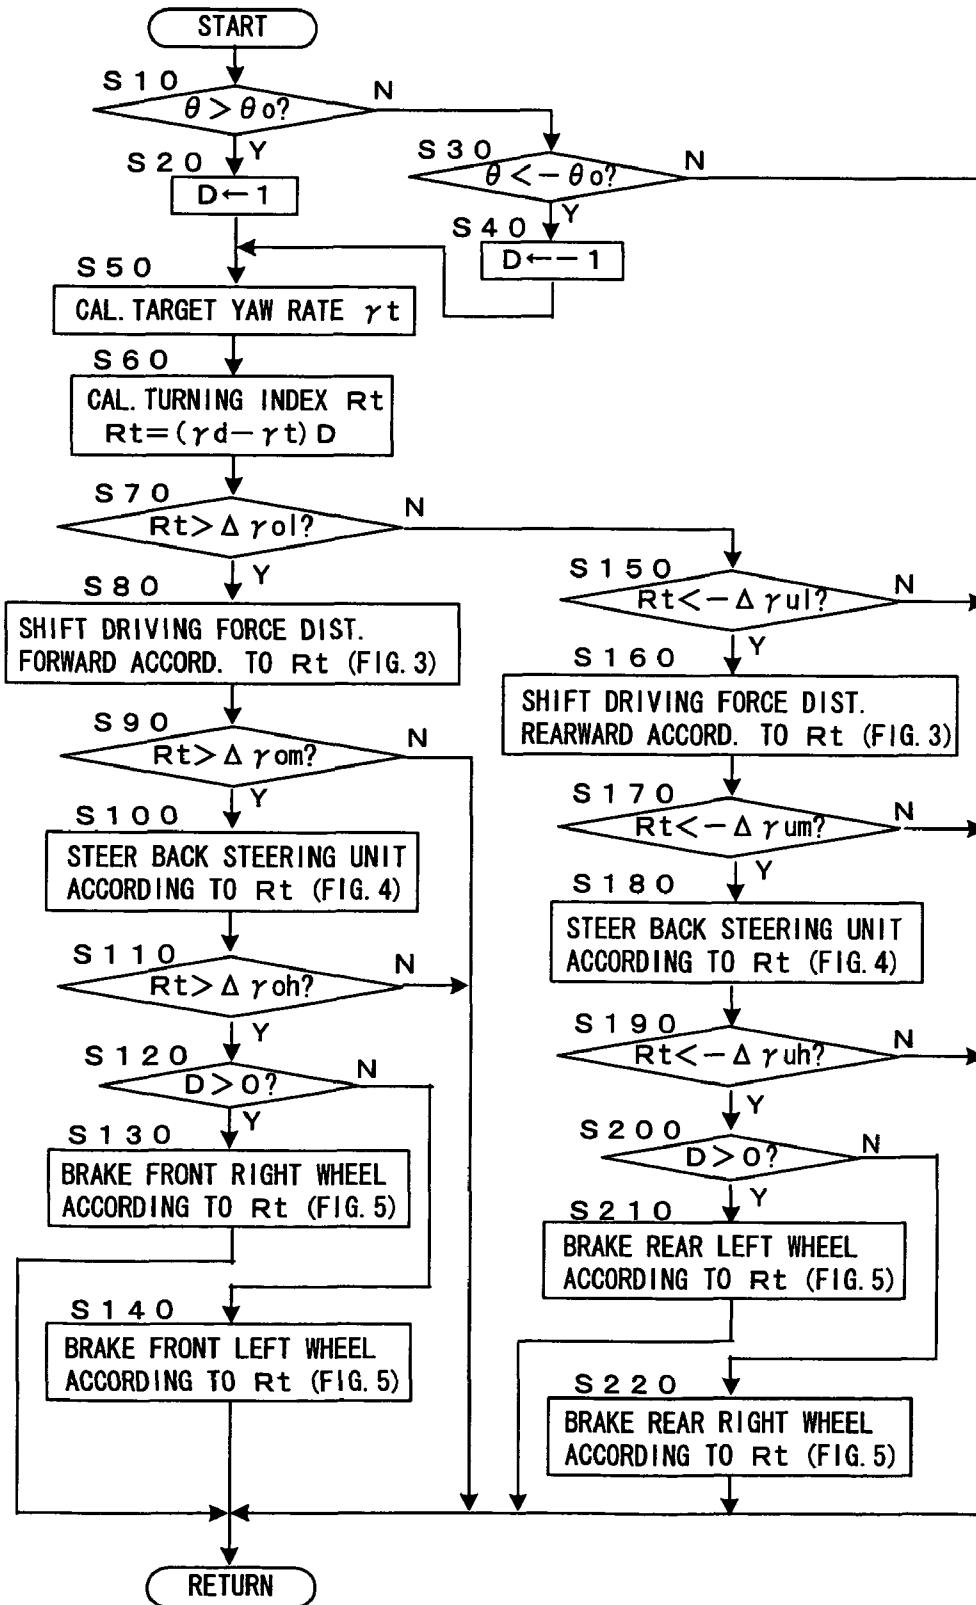 START
S10
θ>θo?
N
Y
S20
D←1
S30
θ<−θo?
N
Y
S40
D←−1
S50
CAL. TARGET YAW RATE γt
S60
CAL. TURNING INDEX Rt
Rt=(γd−γt)D
S70
Rt>Δγol?
N
Y
S80
SHIFT DRIVING FORCE DIST.
FORWARD ACCORD. TO Rt (FIG. 3)
S90
Rt>Δγom?
N
Y
S100
STEER BACK STEERING UNIT
ACCORDING TO Rt (FIG. 4)
S110
Rt>Δγoh?
N
Y
S120
D>0?
N
Y
S130
BRAKE FRONT RIGHT WHEEL
ACCORDING TO Rt (FIG. 5)
S140
BRAKE FRONT LEFT WHEEL
ACCORDING TO Rt (FIG. 5)
S150
Rt<−Δγul?
N
Y
S160
SHIFT DRIVING FORCE DIST.
REARWARD ACCORD. TO Rt (FIG. 3)
S170
Rt<−Δγum?
N
Y
S180
STEER BACK STEERING UNIT
ACCORDING TO Rt (FIG. 4)
S190
Rt<−Δγuh?
N
Y
S200
D>0?
N
Y
S210
BRAKE REAR LEFT WHEEL
ACCORDING TO Rt (FIG. 5)
S220
BRAKE REAR RIGHT WHEEL
ACCORDING TO Rt (FIG. 5)
RETURN